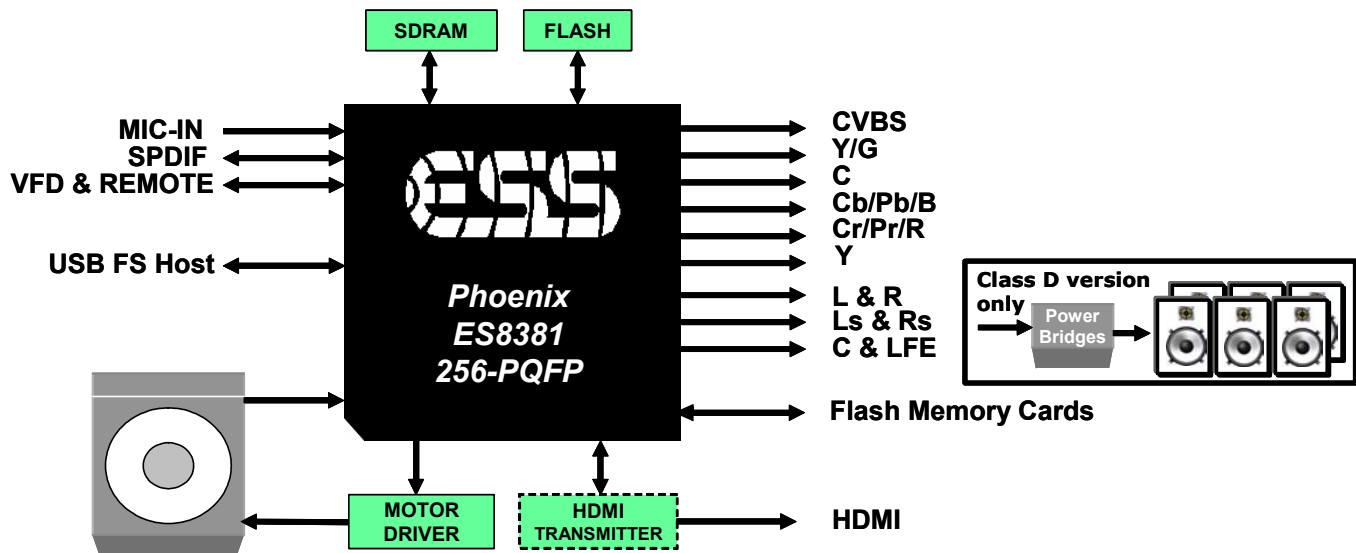 SDRAM
FLASH
MIC-IN
SPDIF
VFD & REMOTE
USB FS Host
ESS
Phoenix
ES8381
256-PQFP
CVBS
Y/G
C
Cb/Pb/B
Cr/Pr/R
Y
L & R
Ls & Rs
C & LFE
Class D version
only
Power
Bridges
Flash Memory Cards
MOTOR
DRIVER
HDMI
TRANSMITTER
HDMI